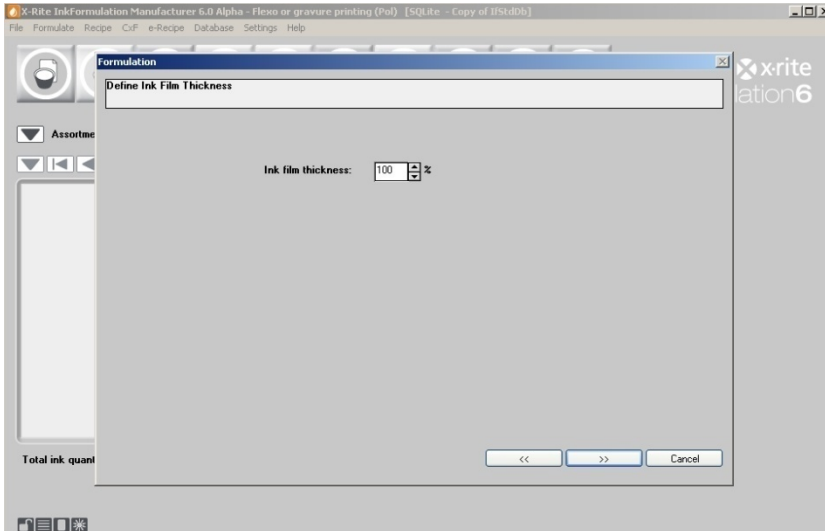 X-Rite InkFormulation Manufacturer 6.0 Alpha - Flexo or gravure printing (Pol) [SQLite - Copy of IfStdDb]
File Formulate Recipe CxF e-Recipe Database Settings Help
Formulation
Define Ink Film Thickness
x·rite
lation6
Assortme
Ink film thickness: 100 %
Total ink quant
<< >> Cancel